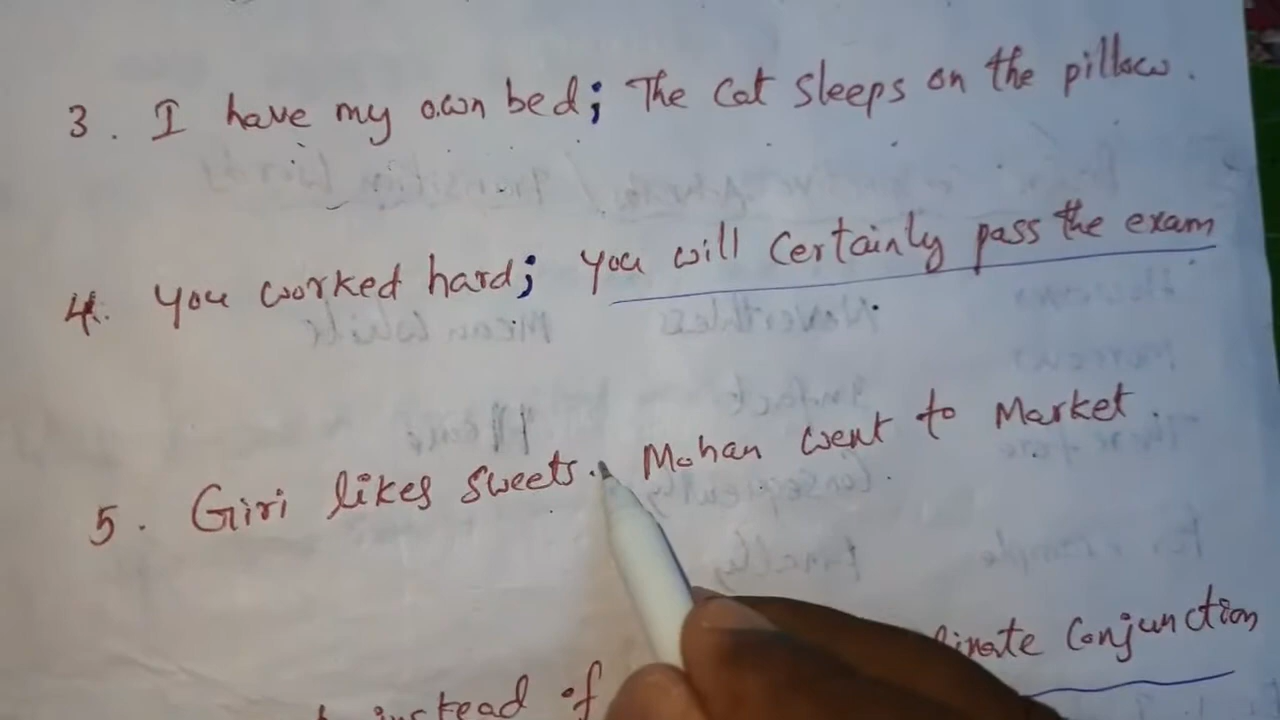 3. I have my own bed; The cat sleeps on the pillow.
4. you worked hard; you will certainly pass the exam
5. Giri likes sweets. Mohan went to Market.
instead of Conjunction